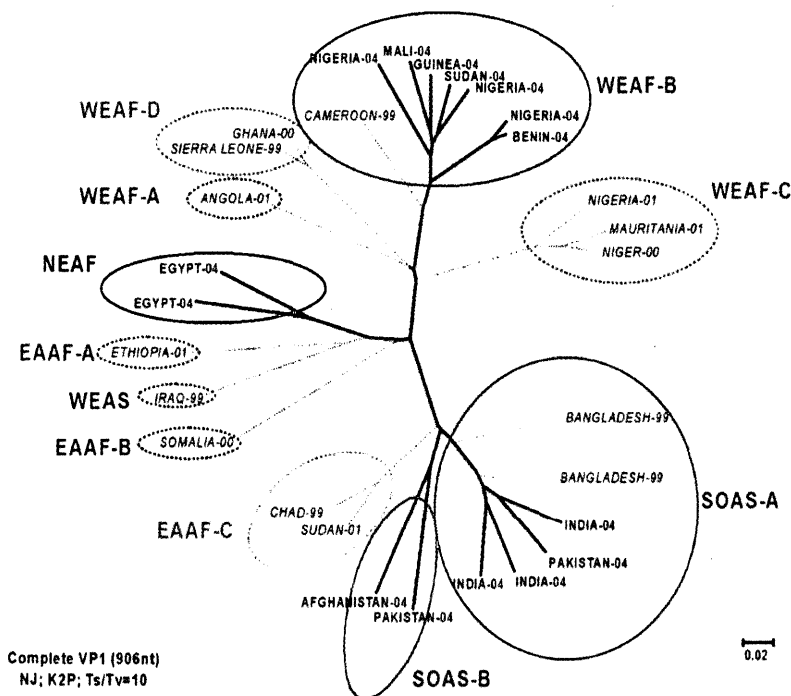 MALI-04
NIGERIA-04
GUINEA-04
SUDAN-04
NIGERIA-04
WEAF-B
WEAF-D
CAMEROON-99
NIGERIA-04
GHANA-00
BENIN-04
SIERRA LEONE-99
WEAF-A
ANGOLA-01
WEAF-C
NIGERIA-01
MAURITANIA-01
NIGER-00
NEAF
EGYPT-04
EGYPT-04
EAAF-A
ETHIOPIA-01
WEAS
IRAQ-99
EAAF-B
SOMALIA-00
BANGLADESH-99
BANGLADESH-99
SOAS-A
EAAF-C
CHAD-99
SUDAN-01
INDIA-04
PAKISTAN-04
INDIA-04
INDIA-04
AFGHANISTAN-04
PAKISTAN-04
SOAS-B
0.02
Complete VP1 (906nt)
NJ; K2P; Ts/Tv=10